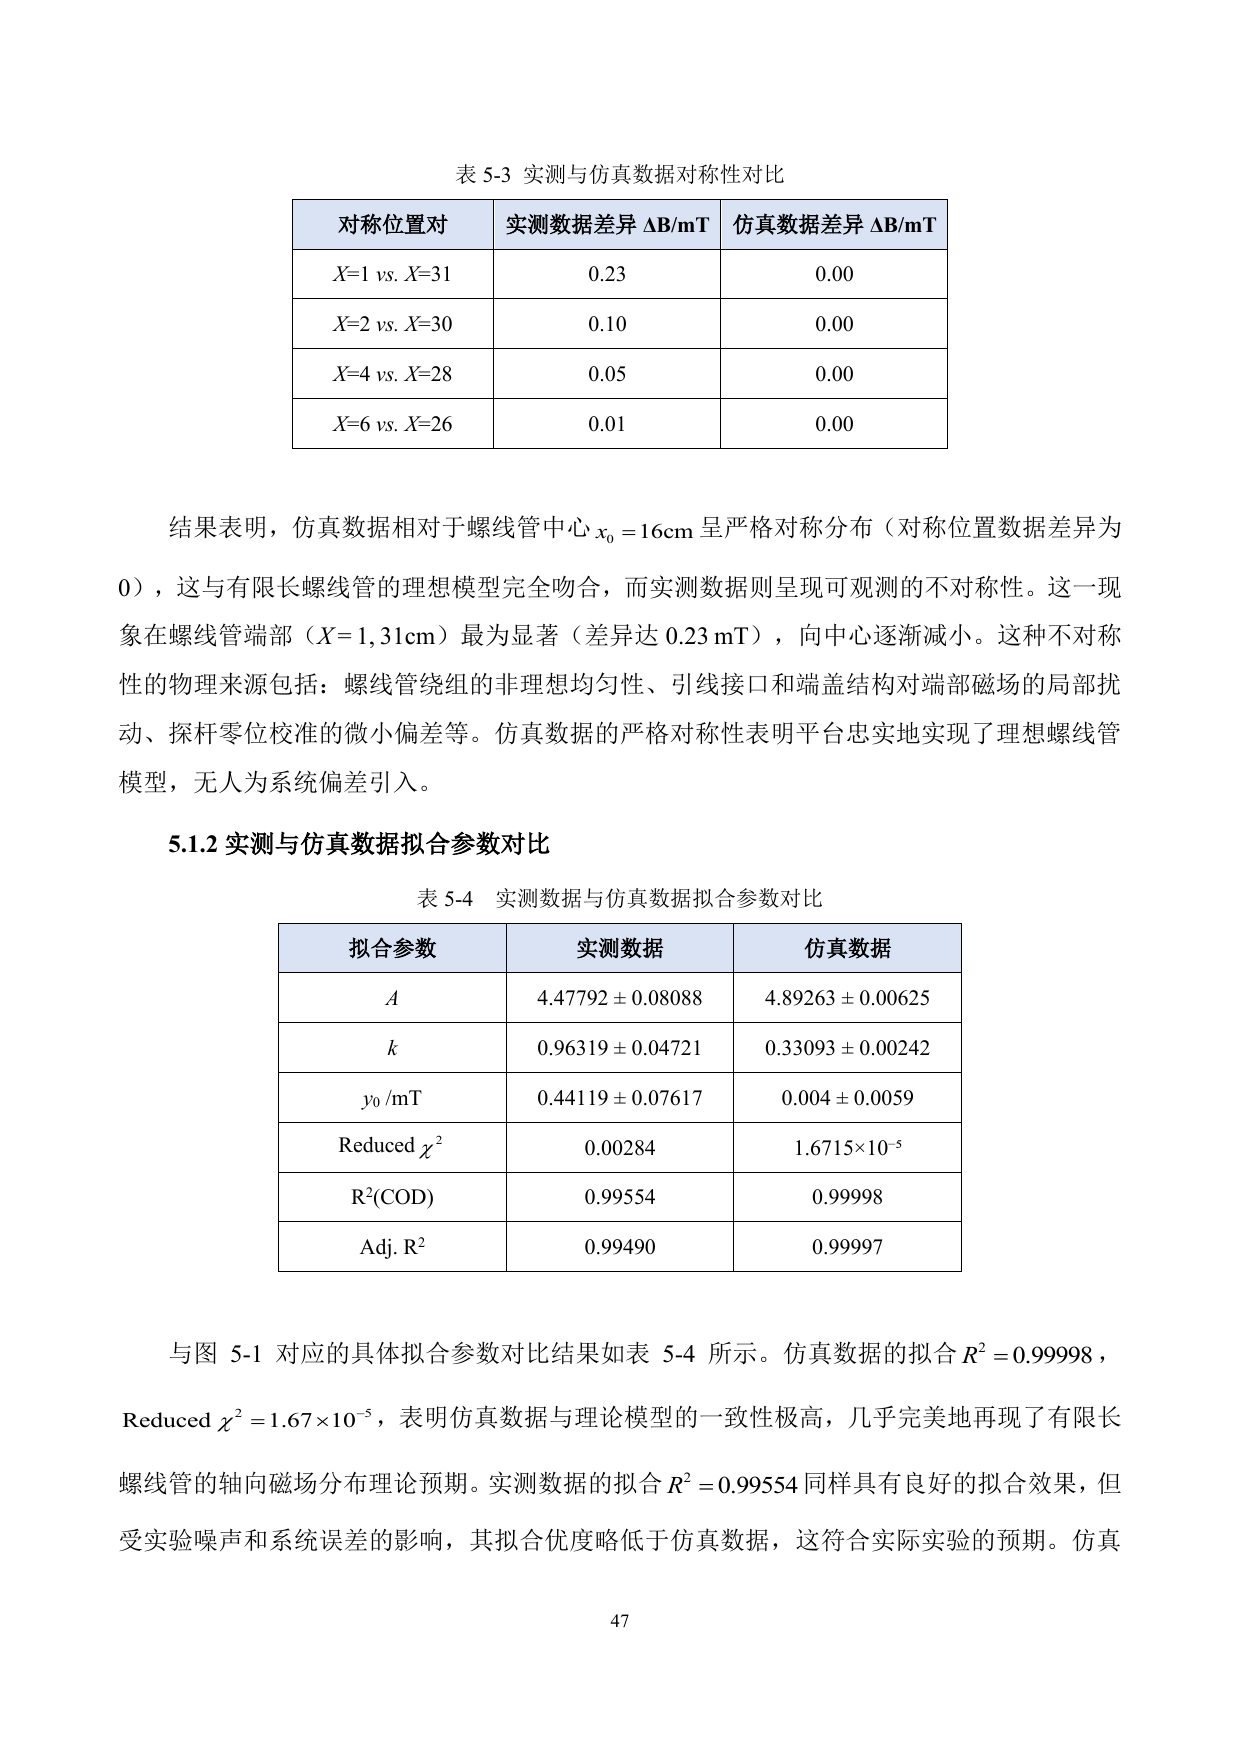 表 5-3 实测与仿真数据对称性对比
对称位置对 实测数据差异 ΔB/mT 仿真数据差异 ΔB/mT
X=1 vs. X=31 0.23 0.00
X=2 vs. X=30 0.10 0.00
X=4 vs. X=28 0.05 0.00
X=6 vs. X=26 0.01 0.00
结果表明，仿真数据相对于螺线管中心 x₀ = 16cm 呈严格对称分布（对称位置数据差异为
0），这与有限长螺线管的理想模型完全吻合，而实测数据则呈现可观测的不对称性。这一现
象在螺线管端部（X = 1, 31cm）最为显著（差异达 0.23 mT），向中心逐渐减小。这种不对称
性的物理来源包括：螺线管绕组的非理想均匀性、引线接口和端盖结构对端部磁场的局部扰
动、探杆零位校准的微小偏差等。仿真数据的严格对称性表明平台忠实地实现了理想螺线管
模型，无人为系统偏差引入。
5.1.2 实测与仿真数据拟合参数对比
表 5-4 实测数据与仿真数据拟合参数对比
拟合参数 实测数据 仿真数据
A 4.47792 ± 0.08088 4.89263 ± 0.00625
k 0.96319 ± 0.04721 0.33093 ± 0.00242
y₀ /mT 0.44119 ± 0.07617 0.004 ± 0.0059
Reduced χ² 0.00284 1.6715×10⁻⁵
R²(COD) 0.99554 0.99998
Adj. R² 0.99490 0.99997
与图 5-1 对应的具体拟合参数对比结果如表 5-4 所示。仿真数据的拟合 R² = 0.99998，
Reduced χ² = 1.67×10⁻⁵，表明仿真数据与理论模型的一致性极高，几乎完美地再现了有限长
螺线管的轴向磁场分布理论预期。实测数据的拟合 R² = 0.99554 同样具有良好的拟合效果，但
受实验噪声和系统误差的影响，其拟合优度略低于仿真数据，这符合实际实验的预期。仿真
47